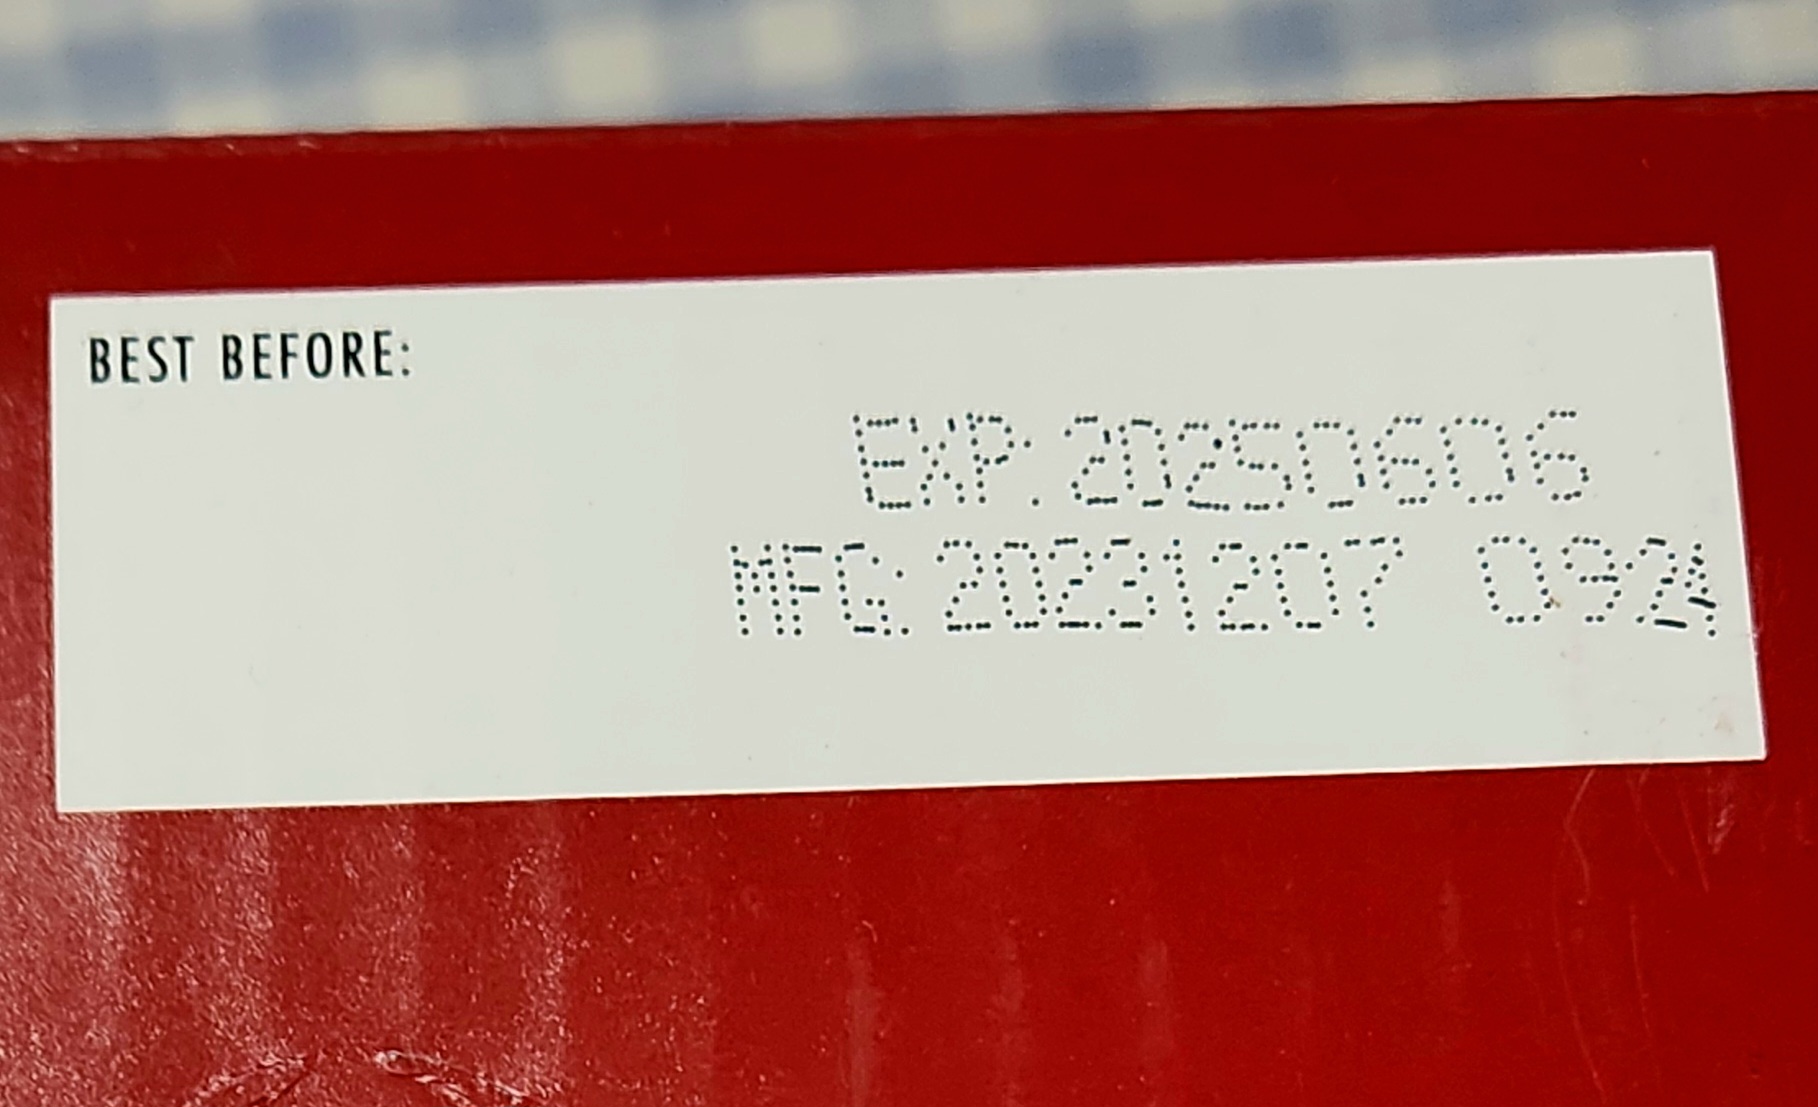 BEST BEFORE:
EXP.: 20250606
MFG.: 20231207 0924